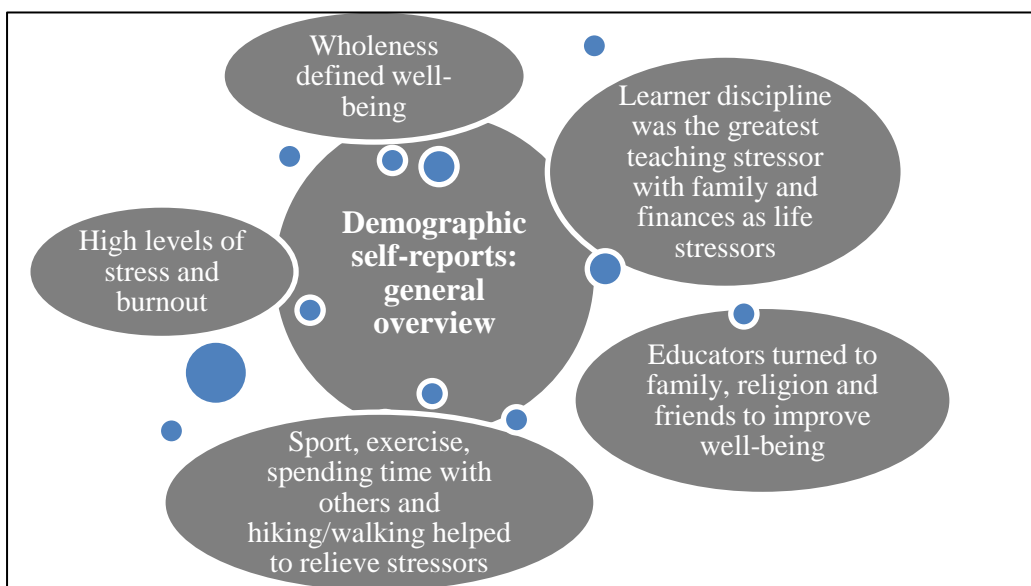 Wholeness
defined well-
being
Learner discipline
was the greatest
teaching stressor
with family and
finances as life
stressors
Demographic
self-reports:
general
overview
High levels of
stress and
burnout
Educators turned to
family, religion and
friends to improve
well-being
Sport, exercise,
spending time with
others and
hiking/walking helped
to relieve stressors